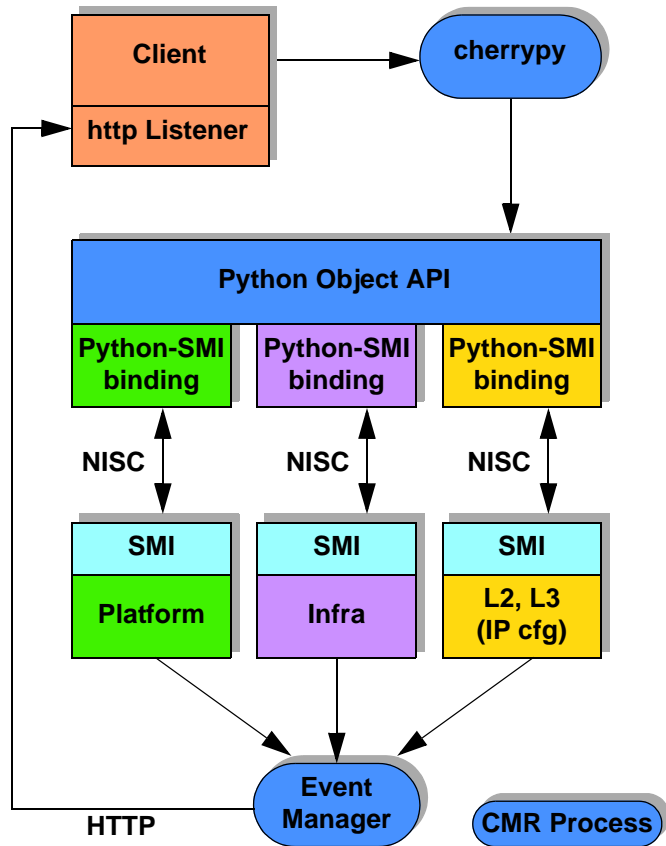 Client
cherrypy
http Listener
Python Object API
Python-SMI
binding
Python-SMI
binding
Python-SMI
binding
NISC
NISC
NISC
SMI
SMI
SMI
Platform
Infra
L2, L3
(IP cfg)
Event
Manager
HTTP
CMR Process